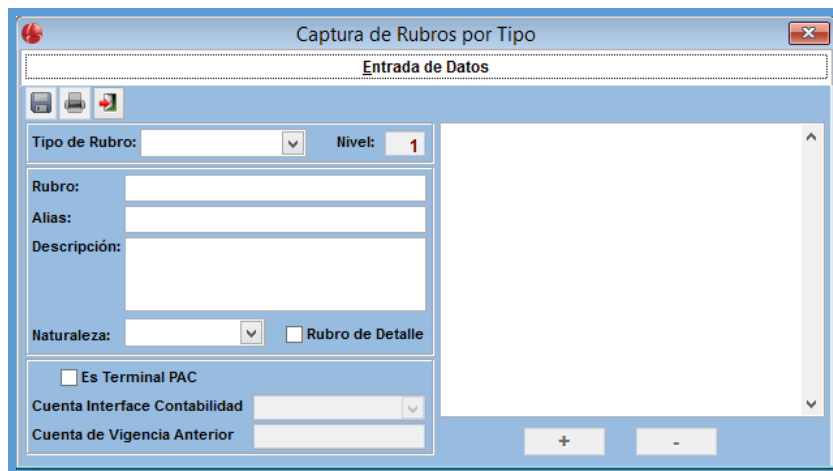 Captura de Rubros por Tipo
Entrada de Datos
Tipo de Rubro:
Nivel: 1
Rubro:
Alias:
Descripción:
Naturaleza:
Rubro de Detalle
Es Terminal PAC
Cuenta Interface Contabilidad
Cuenta de Vigencia Anterior
+ -